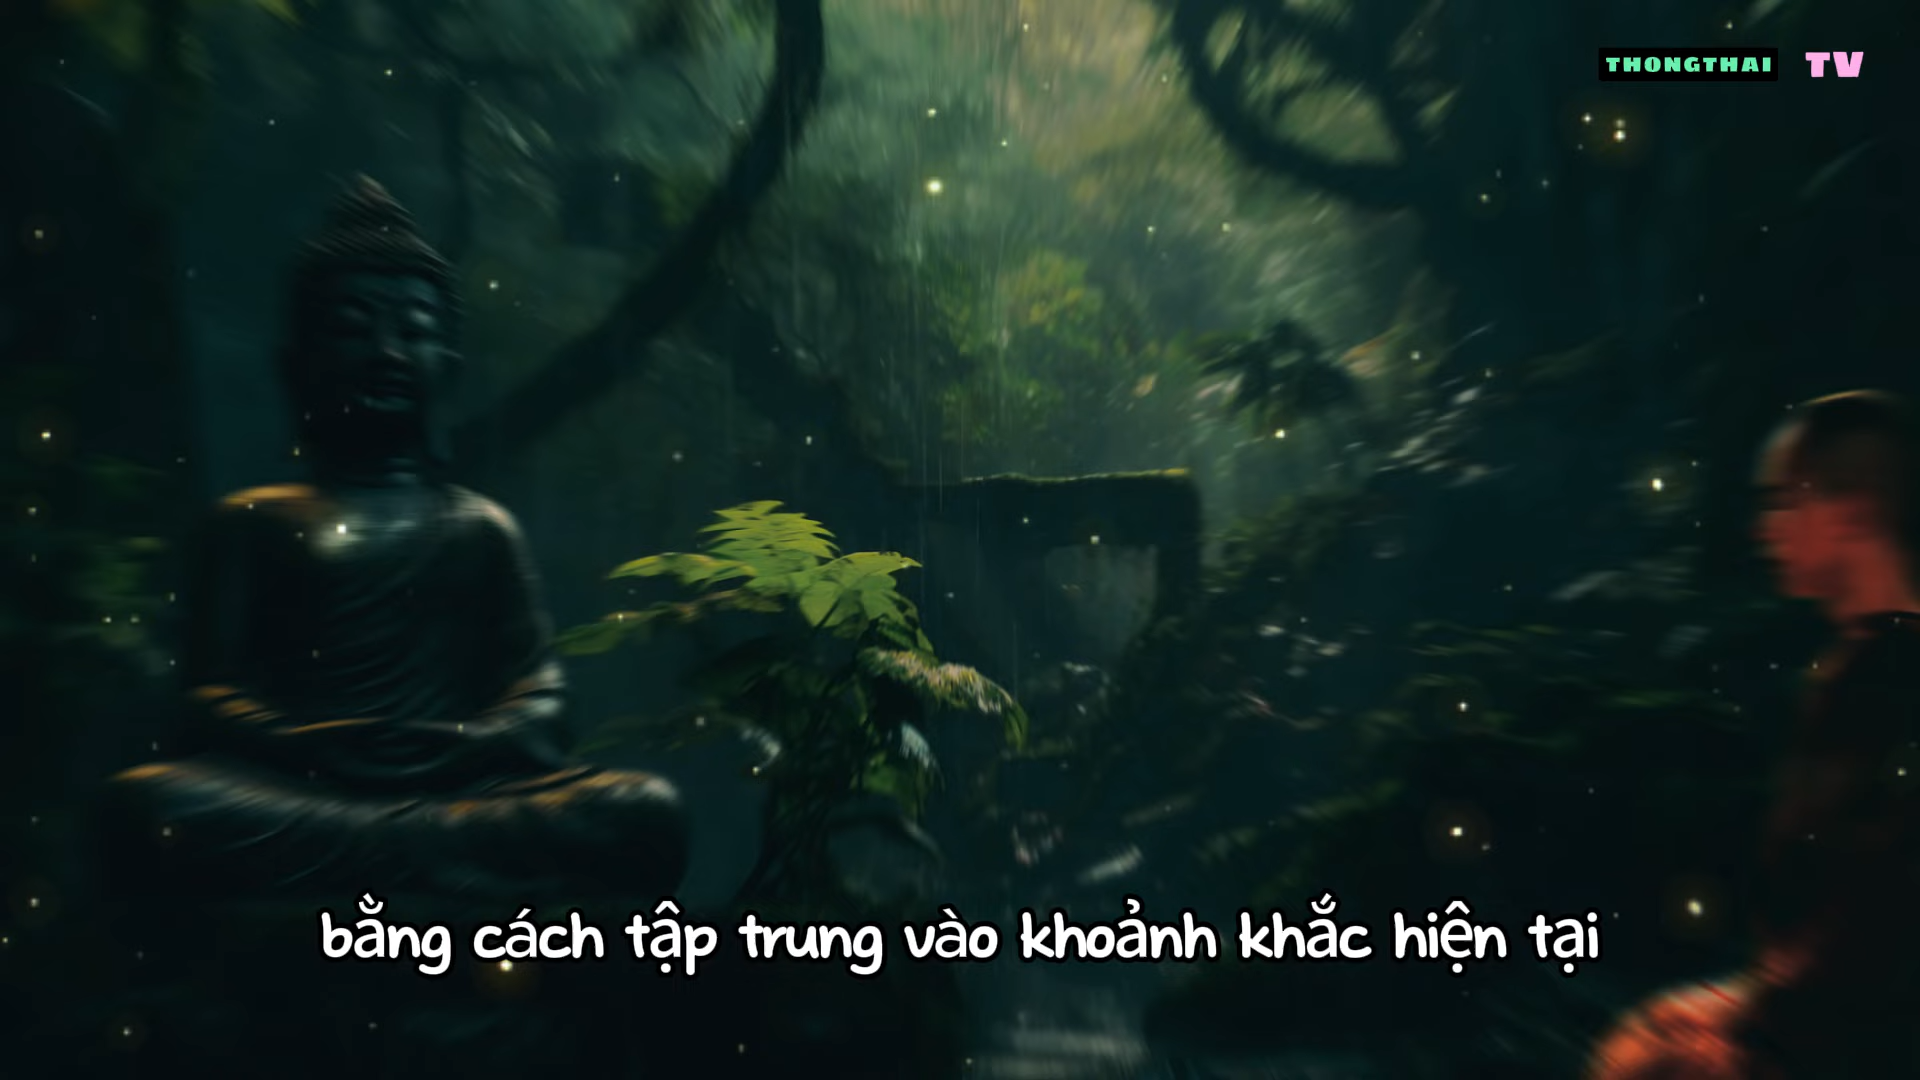 THONGTHAI TV
bằng cách tập trung vào khoảnh khắc hiện tại